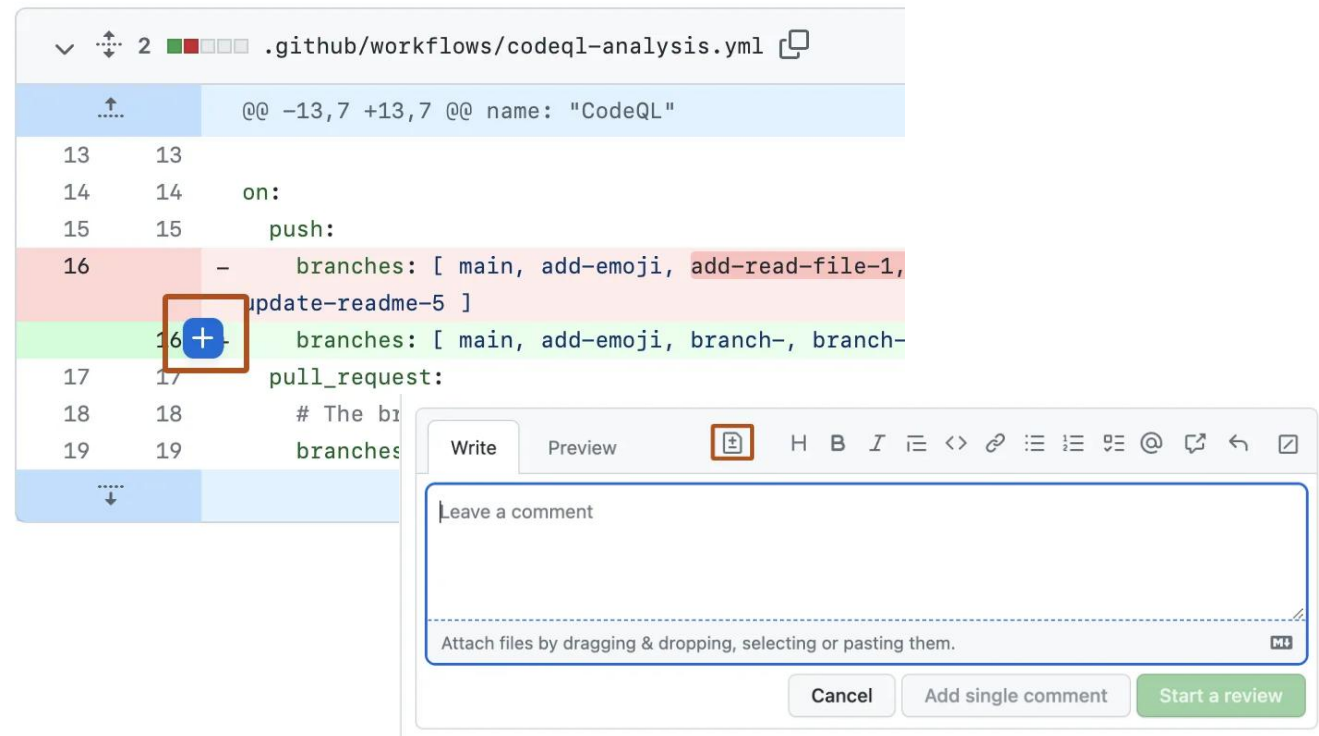 2 .github/workflows/codeql-analysis.yml
@@ -13,7 +13,7 @@ name: "CodeQL"
13 13
14 14 on:
15 15 push:
16 - branches: [ main, add-emoji, add-read-file-1,
update-readme-5 ]
16 branches: [ main, add-emoji, branch-, branch-
17 17 pull_request:
18 18 # The br
19 19 branches
Write Preview
Leave a comment
Attach files by dragging & dropping, selecting or pasting them.
Cancel Add single comment Start a review